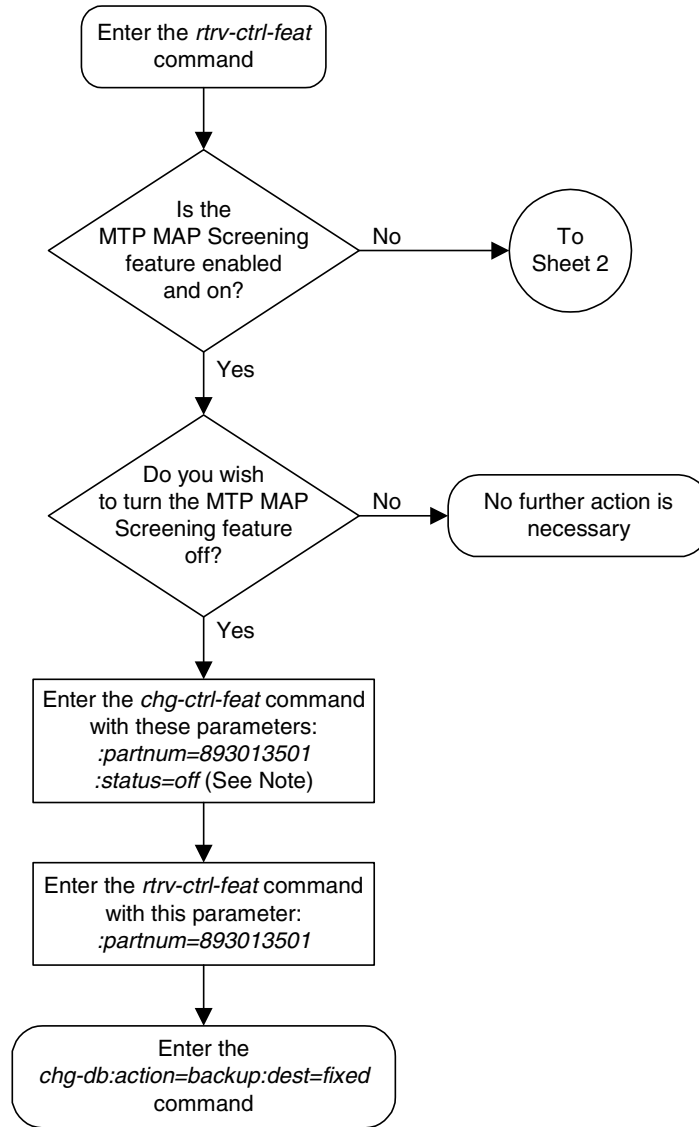 Enter the rtrv-ctrl-feat
command
Is the
MTP MAP Screening
feature enabled
and on?
No
To
Sheet 2
Yes
Do you wish
to turn the MTP MAP
Screening feature
off?
No
No further action is
necessary
Yes
Enter the chg-ctrl-feat command
with these parameters:
:partnum=893013501
:status=off (See Note)
Enter the rtrv-ctrl-feat command
with this parameter:
:partnum=893013501
Enter the
chg-db:action=backup:dest=fixed
command